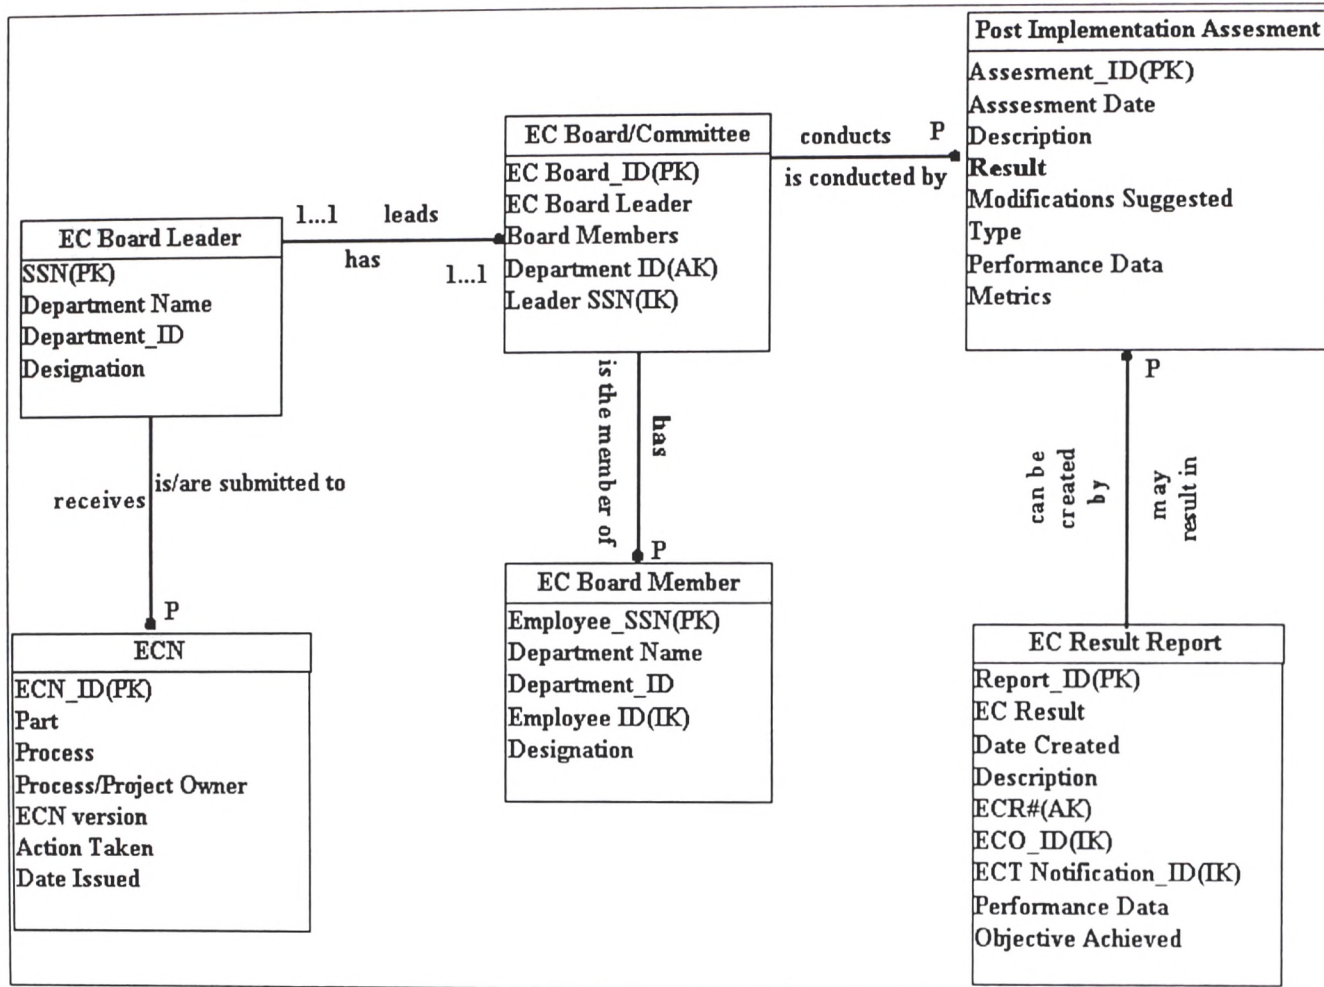 Post Implementation Assesment
Assesment_ID(PK)
Asssesment Date
Description
Result
Modifications Suggested
Type
Performance Data
Metrics
EC Board/Committee
EC Board_ID(PK)
EC Board Leader
Board Members
Department ID(AK)
Leader SSN(IK)
conducts P
is conducted by
1...1 leads
has
1...1
EC Board Leader
SSN(PK)
Department Name
Department_ID
Designation
receives
is/are submitted to
P
is the member of
has
P
can be
created
by
may
result in
P
ECN
ECN_ID(PK)
Part
Process
Process/Project Owner
ECN version
Action Taken
Date Issued
EC Board Member
Employee_SSN(PK)
Department Name
Department_ID
Employee ID(IK)
Designation
EC Result Report
Report_ID(PK)
EC Result
Date Created
Description
ECR#(AK)
ECO_ID(IK)
ECT Notification_ID(IK)
Performance Data
Objective Achieved